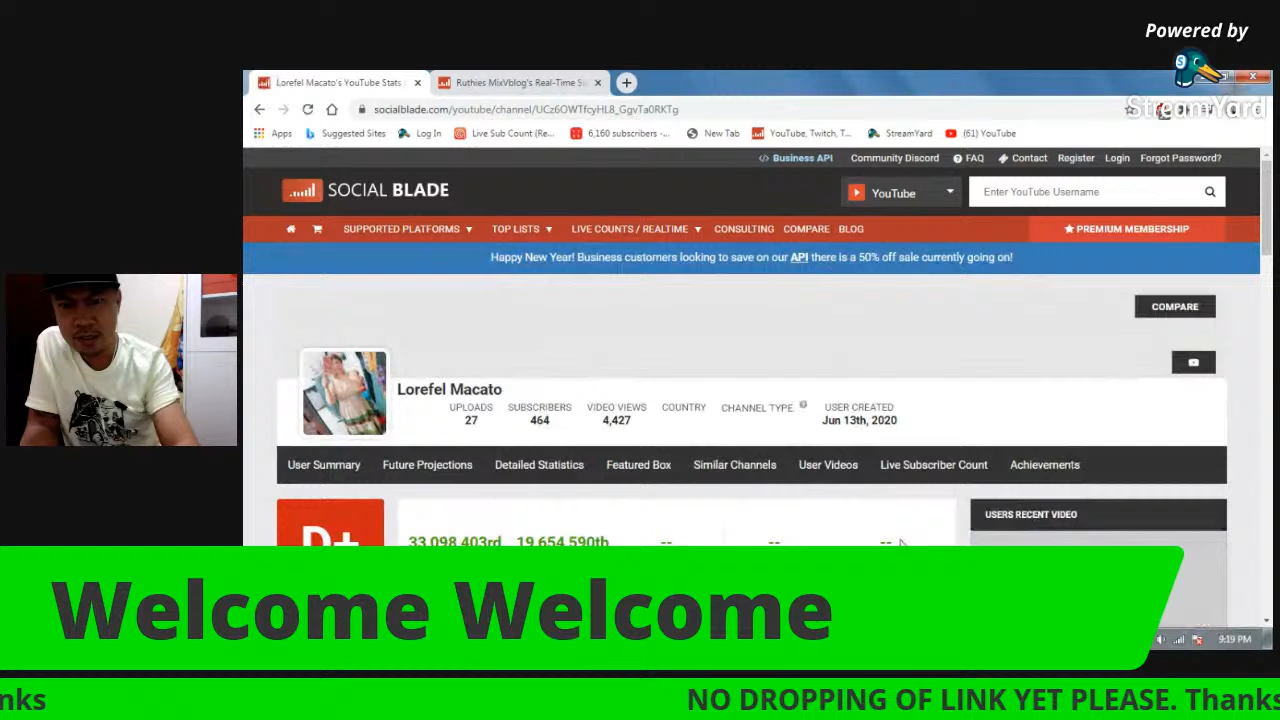 Powered by
StreamYard
Lorefel Macato's YouTube Stats
Ruthies MixVblog's Real-Time
socialblade.com/youtube/channel/UCz6OWTfcyHL8_GgvTa0RKTg
Apps
Suggested Sites
Log In
Live Sub Count (Re...
6,160 subscribers -...
New Tab
YouTube, Twitch, T...
StreamYard
(61) YouTube
Business API
Community Discord
FAQ
Contact
Register
Login
Forgot Password?
SOCIAL BLADE
YouTube
Enter YouTube Username
SUPPORTED PLATFORMS
TOP LISTS
LIVE COUNTS / REALTIME
CONSULTING
COMPARE
BLOG
PREMIUM MEMBERSHIP
Happy New Year! Business customers looking to save on our API there is a 50% off sale currently going on!
COMPARE
Lorefel Macato
UPLOADS
27
SUBSCRIBERS
464
VIDEO VIEWS
4,427
COUNTRY
CHANNEL TYPE
USER CREATED
Jun 13th, 2020
User Summary
Future Projections
Detailed Statistics
Featured Box
Similar Channels
User Videos
Live Subscriber Count
Achievements
D+
33,098,403rd
19,654,590th
--
--
--
USERS RECENT VIDEO
Welcome Welcome
9:19 PM
nks
NO DROPPING OF LINK YET PLEASE. Thanks